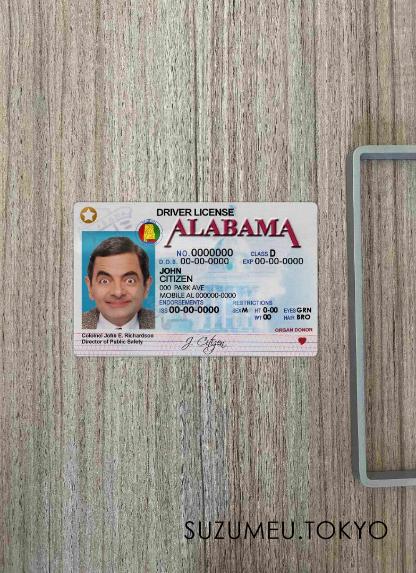 DRIVER LICENSE
ALABAMA
NO. 0000000 CLASS D
D.O.B. 00-00-0000 EXP 00-00-0000
JOHN
CITIZEN
000 PARK AVE
MOBILE AL 000000-0000
ENDORSEMENTS RESTRICTIONS
ISS 00-00-0000 SEX M HT 0-00 EYES GRN
WT 00 HAIR BRO
ORGAN DONOR
Colonel John E. Richardson
Director of Public Safety
J. Citizen
SUZUMEU.TOKYO